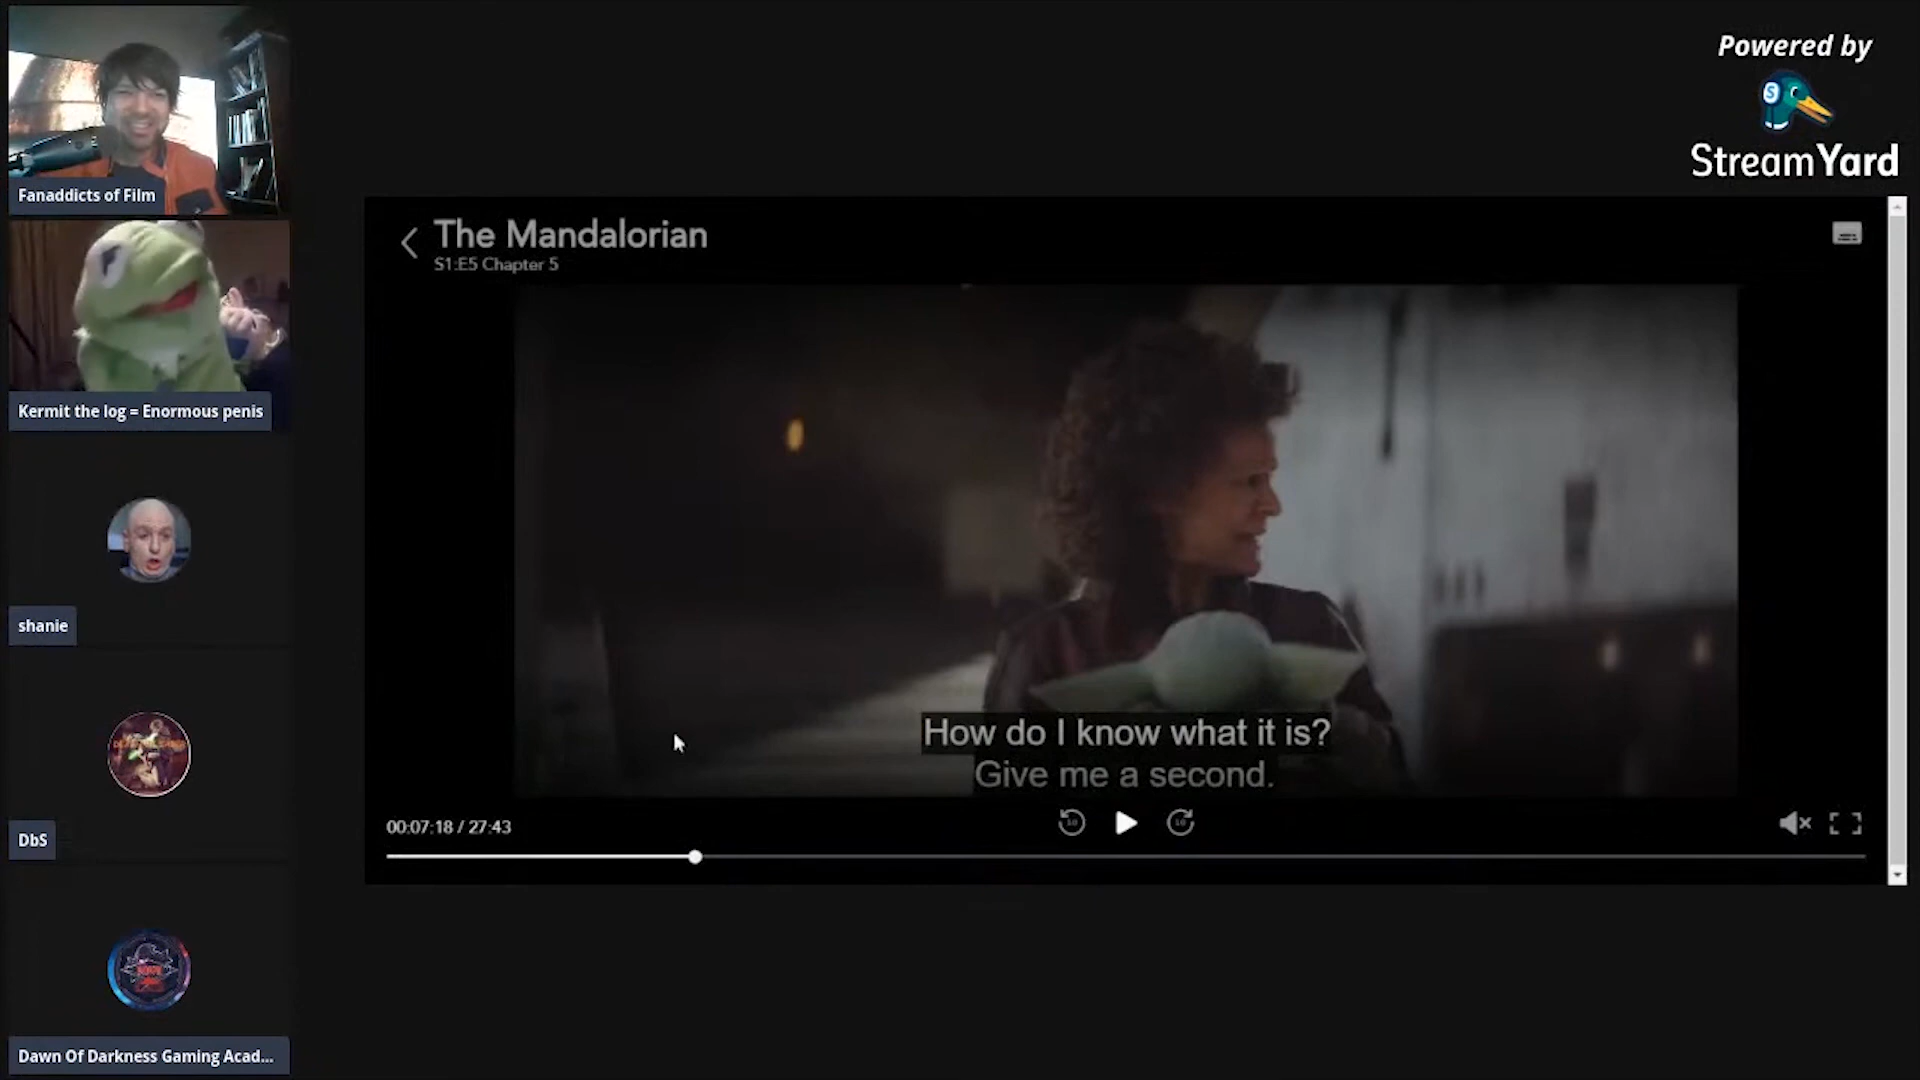 Powered by
S
StreamYard
Fanaddicts of Film
Kermit the log = Enormous penis
shanie
DbS
Dawn Of Darkness Gaming Acad...
The Mandalorian
S1:E5 Chapter 5
How do I know what it is?
Give me a second.
00:07:18 / 27:43
10
10